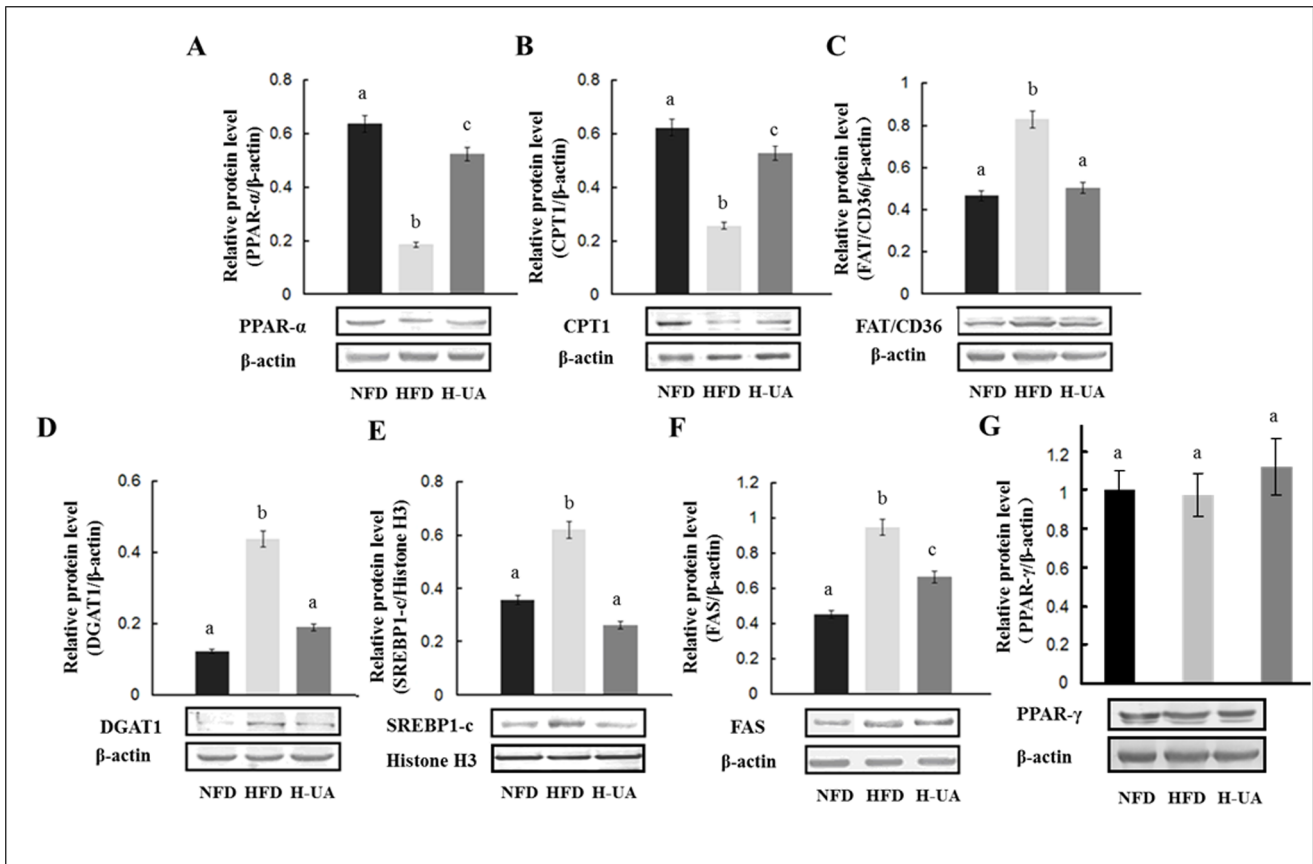 A
Relative protein level
(PPAR-α/β-actin)
0.8
0.6
0.4
0.2
0
a
b
c
PPAR-α
β-actin
NFD HFD H-UA
B
Relative protein level
(CPT1/β-actin)
0.8
0.6
0.4
0.2
0
a
b
c
CPT1
β-actin
NFD HFD H-UA
C
Relative protein level
(FAT/CD36/β-actin)
1
0.8
0.6
0.4
0.2
0
a
b
a
FAT/CD36
β-actin
NFD HFD H-UA
D
Relative protein level
(DGAT1/β-actin)
0.6
0.4
0.2
0
a
b
a
DGAT1
β-actin
NFD HFD H-UA
E
Relative protein level
(SREBP1-c/Histone H3)
0.8
0.6
0.4
0.2
0
a
b
a
SREBP1-c
Histone H3
NFD HFD H-UA
F
Relative protein level
(FAS/β-actin)
1.2
1
0.8
0.6
0.4
0.2
0
a
b
c
FAS
β-actin
NFD HFD H-UA
G
Relative protein level
（PPAR-γ/β-actin）
1.2
1
0.8
0.6
0.4
0.2
0
a
a
a
PPAR-γ
β-actin
NFD HFD H-UA